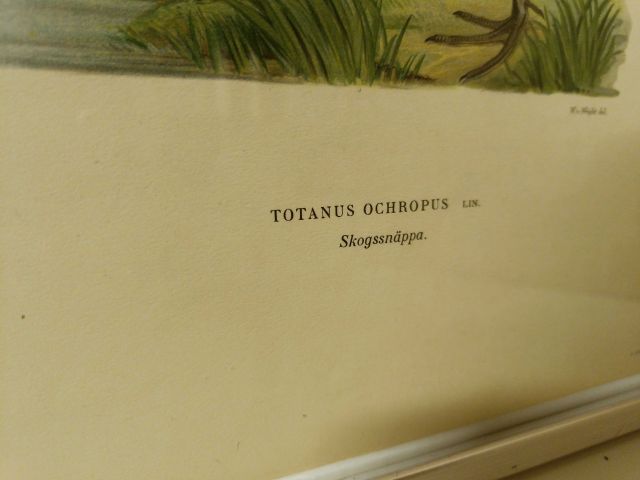 TOTANUS OCHROPUS LIN.
Skogssnäppa.